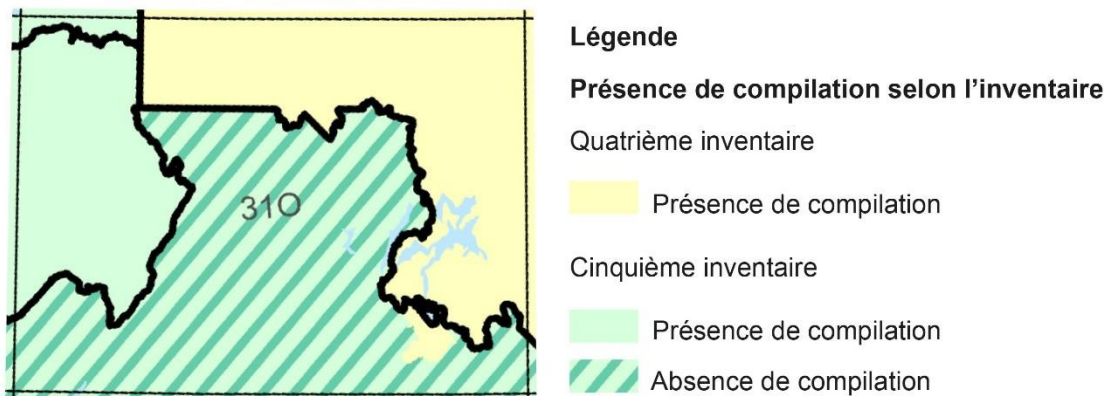 31O
Légende
Présence de compilation selon l’inventaire
Quatrième inventaire
Présence de compilation
Cinquième inventaire
Présence de compilation
Absence de compilation